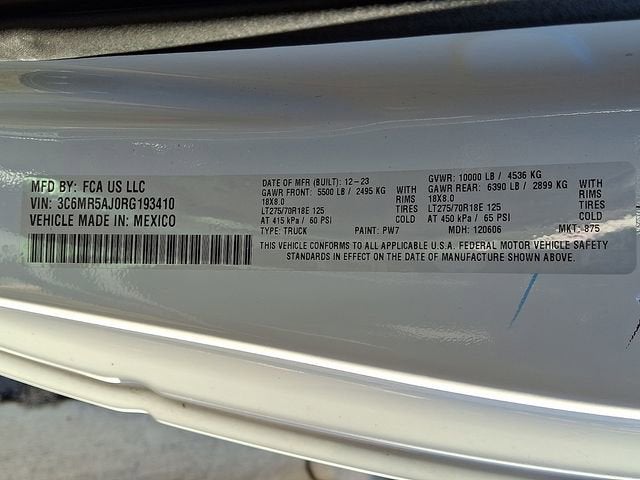 MFD BY: FCA US LLC
VIN: 3C6MR5AJ0RG193410
VEHICLE MADE IN: MEXICO
DATE OF MFR (BUILT): 12-23
GAWR FRONT: 5500 LB / 2495 KG WITH
18X8.0 RIMS
LT275/70R18E 125 TIRES
AT 415 kPa / 60 PSI COLD
TYPE: TRUCK PAINT: PW7
GVWR: 10000 LB / 4536 KG
GAWR REAR: 6390 LB / 2899 KG WITH
18X8.0 RIMS
LT275/70R18E 125 TIRES
AT 450 kPa / 65 PSI COLD
MDH: 120606 MKT: 875
THIS VEHICLE CONFORMS TO ALL APPLICABLE U.S.A. FEDERAL MOTOR VEHICLE SAFETY
STANDARDS IN EFFECT ON THE DATE OF MANUFACTURE SHOWN ABOVE.